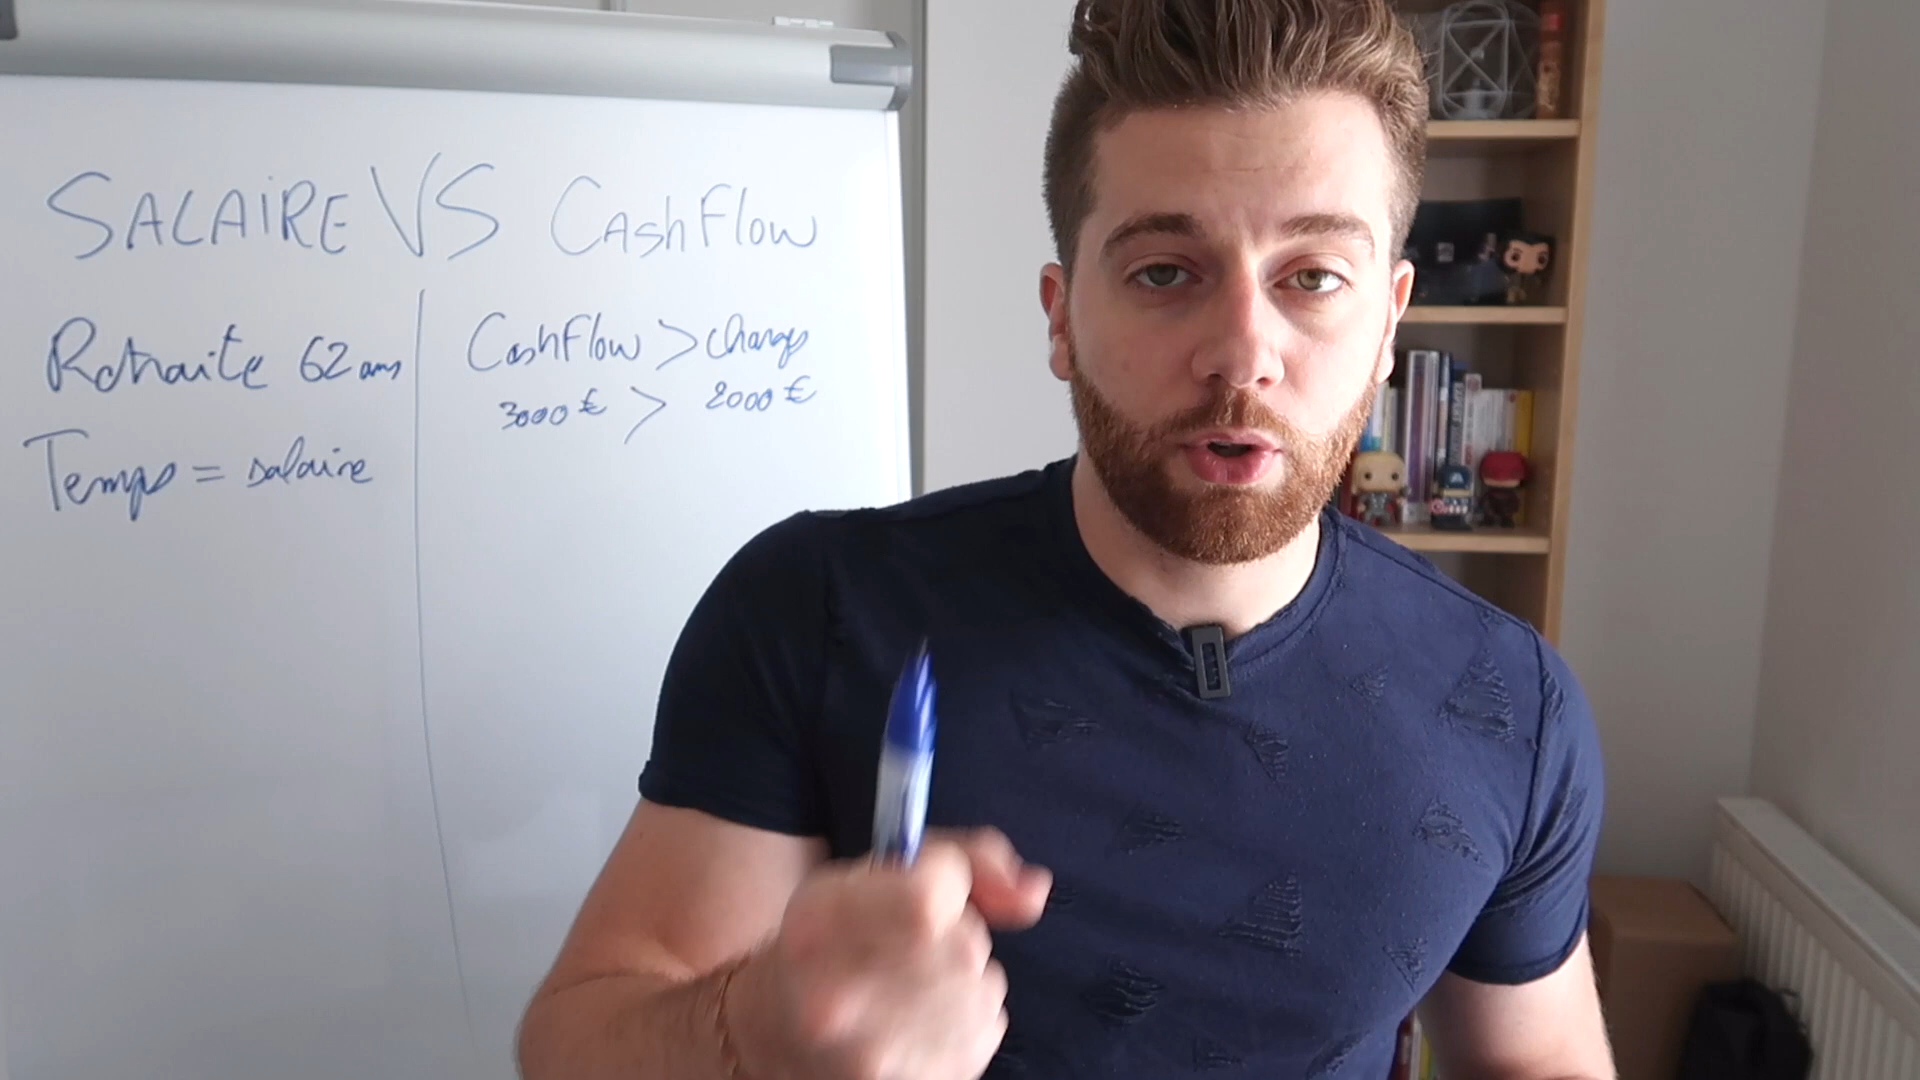 SALAIRE VS CashFlow
Retraite 62 ans
Temps = salaire
CashFlow > charges
3000 € > 2000 €